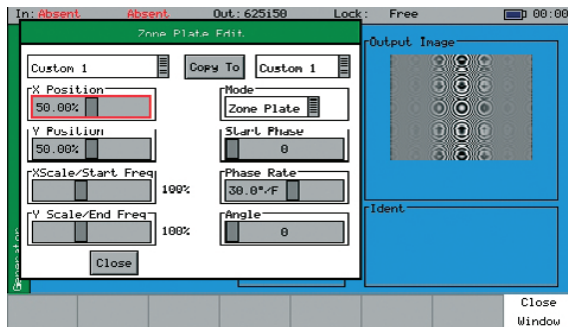 In: Absent Absent Out: 625i50 Lock: Free 00:00
Zone Plate Edit
Output Image
Custom 1 Copy To Custom 1
X Position Mode
50.00% Zone Plate
Y Position Start Phase
50.00% 0
XScale/Start Freq Phase Rate
100% 30.0°/F
Y Scale/End Freq Angle
100% 0
Ident
Close
Generator
Close
Window